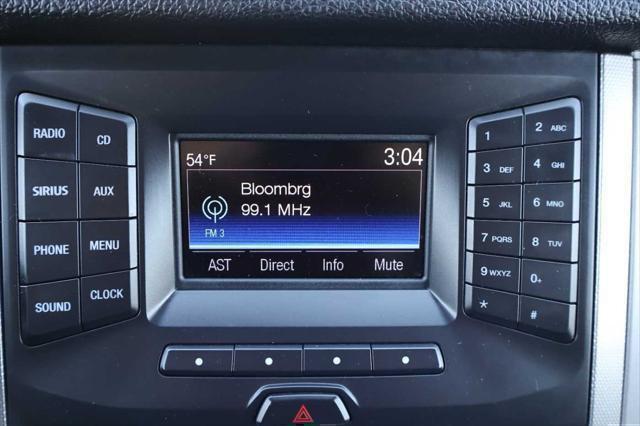 RADIO
CD
SIRIUS
AUX
PHONE
MENU
SOUND
CLOCK
54°F 3:04
Bloombrg
99.1 MHz
FM 3
AST Direct Info Mute
1
2 ABC
3 DEF
4 GHI
5 JKL
6 MNO
7 PQRS
8 TUV
9 WXYZ
0+
*
#